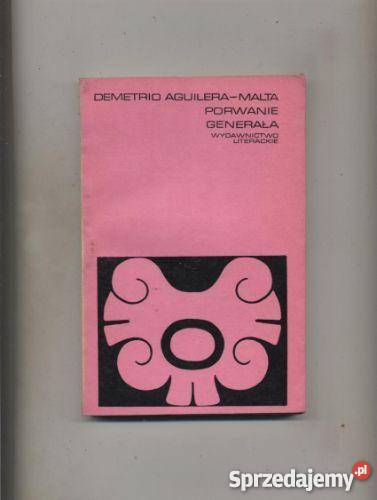 DEMETRIO AGUILERA-MALTA
PORWANIE
GENERAŁA
WYDAWNICTWO
LITERACKIE
Sprzedajemy.pl